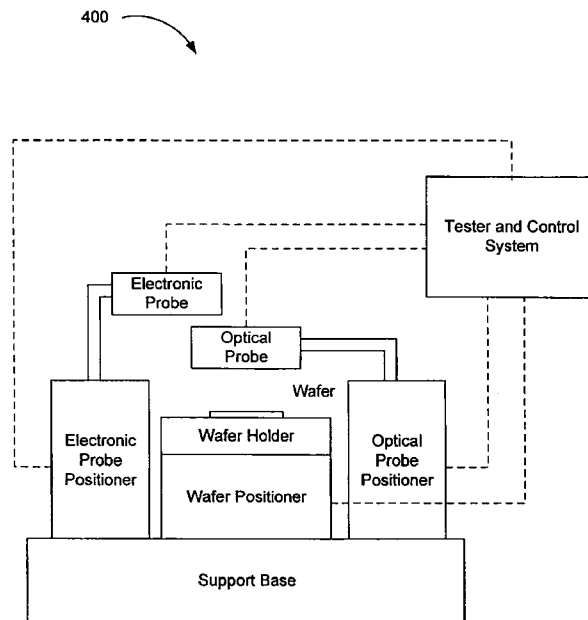 400
Tester and Control
System
Electronic
Probe
Optical
Probe
Wafer
Electronic
Probe
Positioner
Wafer Holder
Wafer Positioner
Optical
Probe
Positioner
Support Base